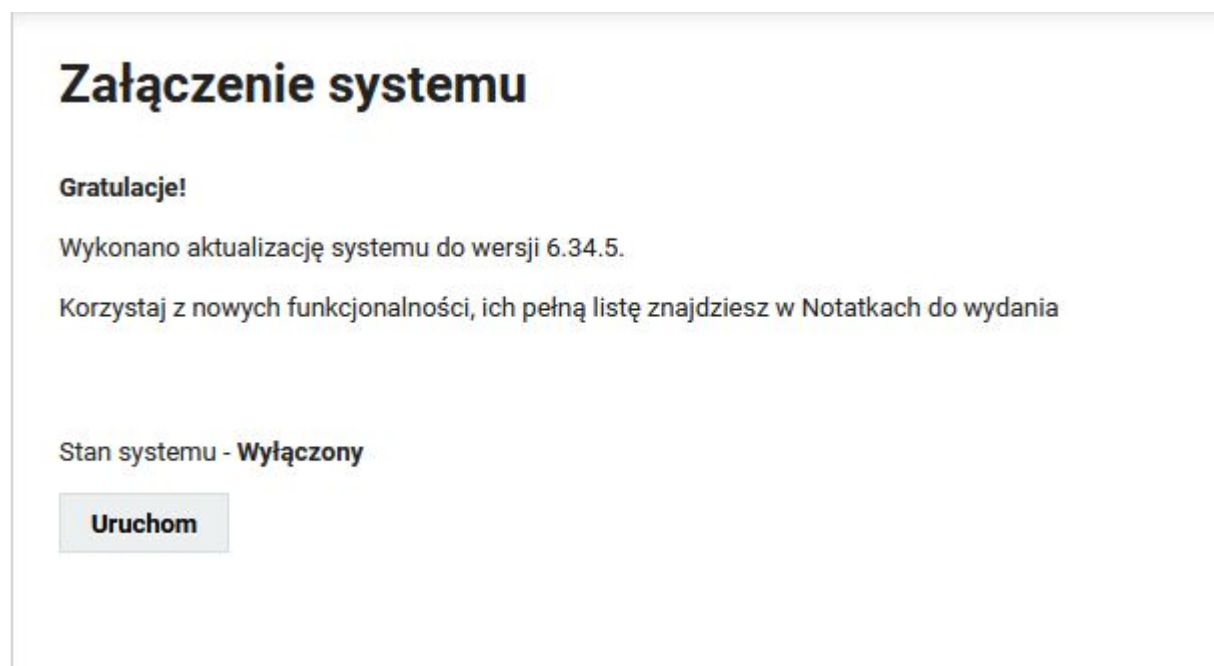 Załączenie systemu
Gratulacje!
Wykonano aktualizację systemu do wersji 6.34.5.
Korzystaj z nowych funkcjonalności, ich pełną listę znajdziesz w Notatkach do wydania
Stan systemu - Wyłączony
Uruchom